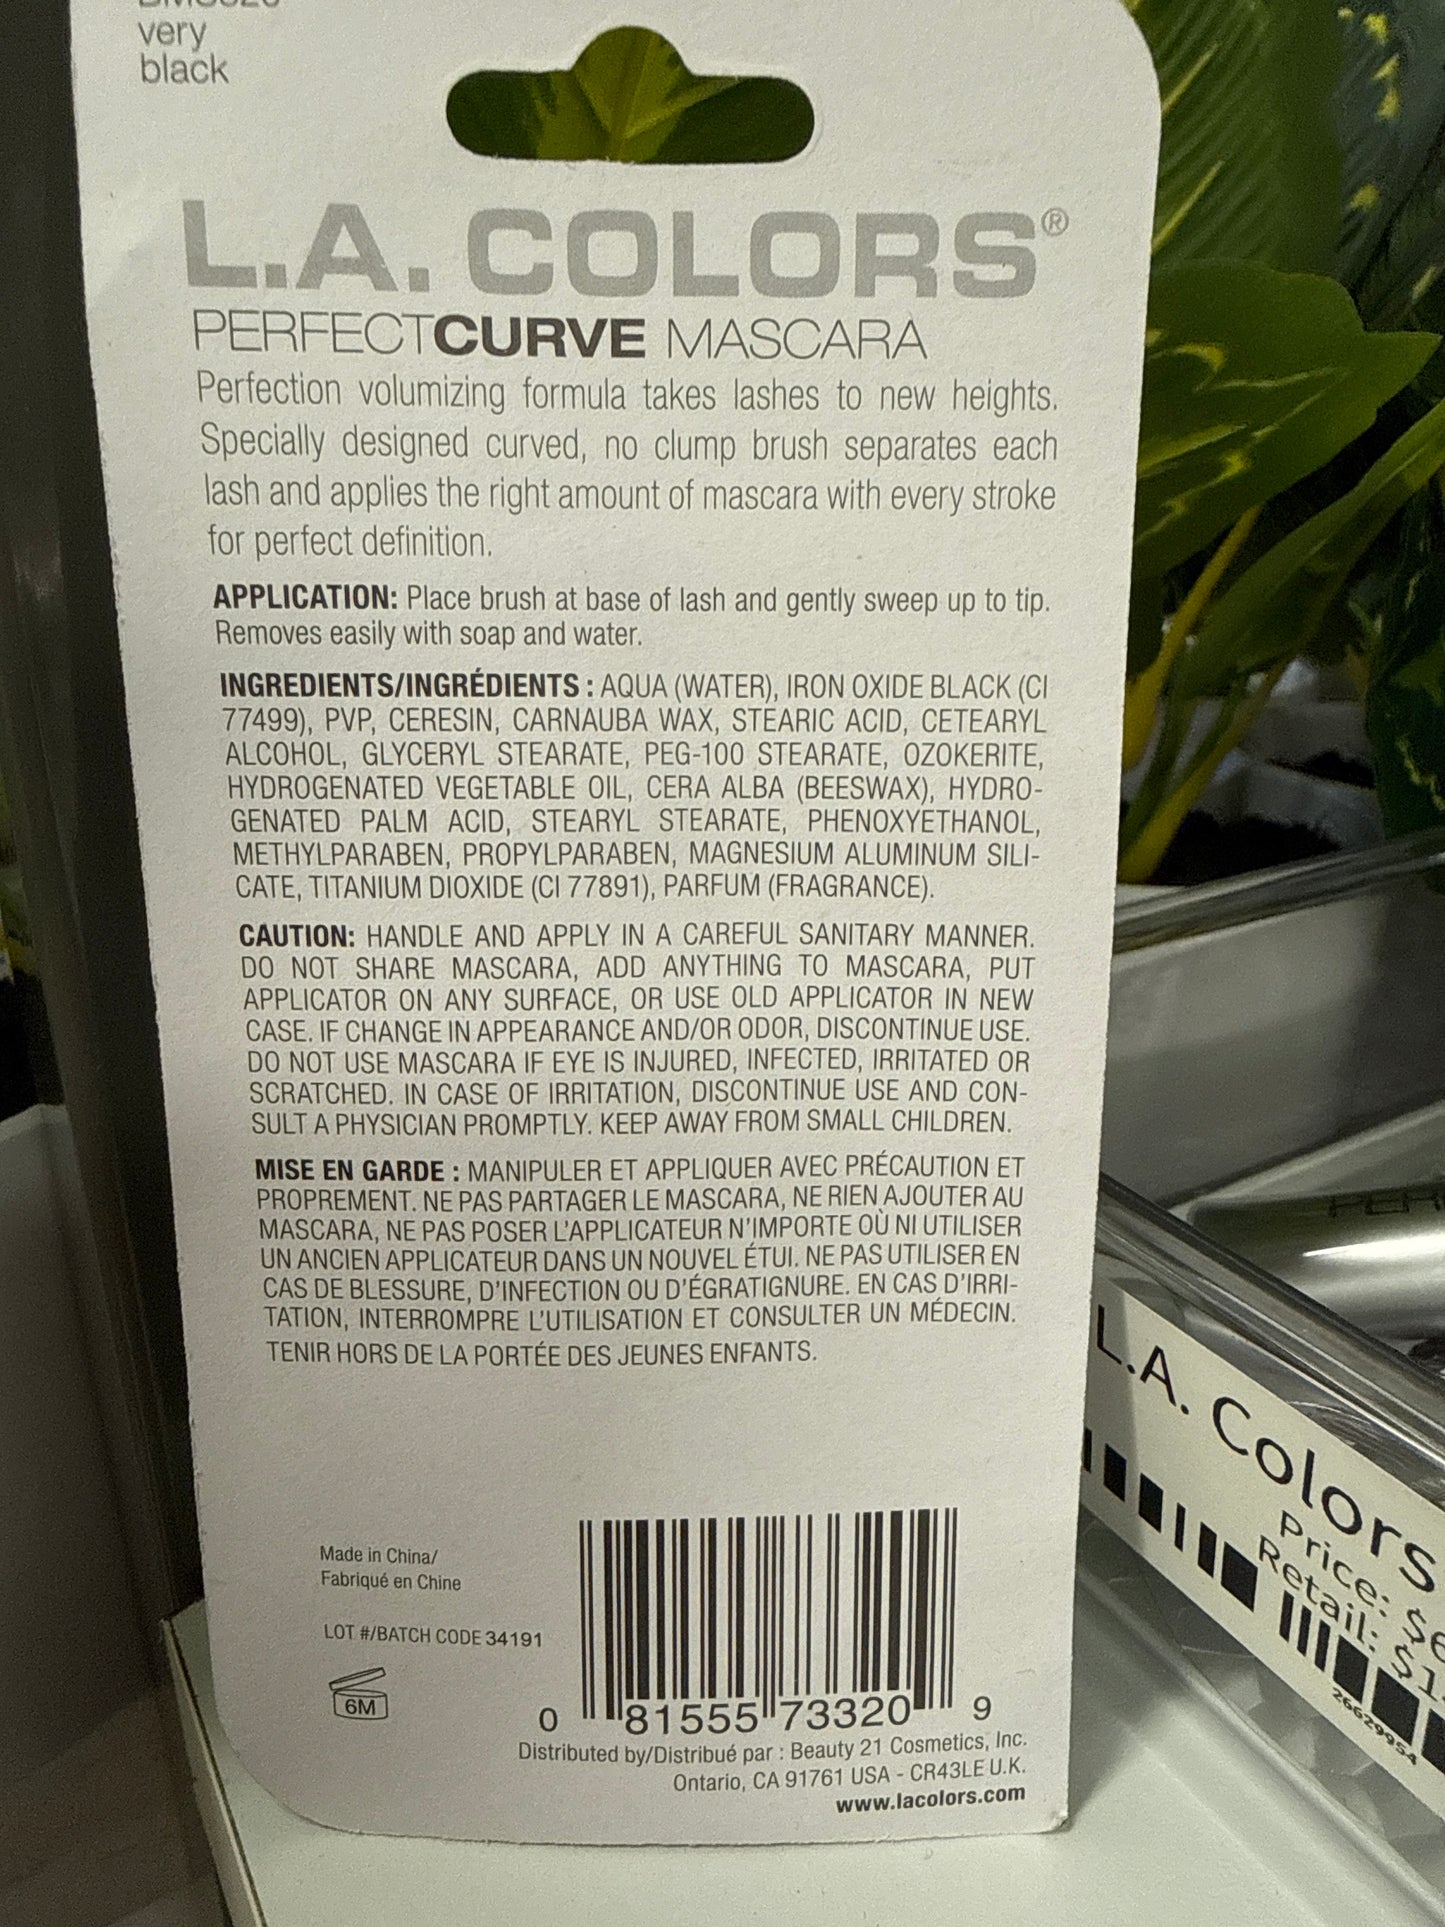 very
black
L.A. COLORS®
PERFECTCURVE MASCARA
Perfection volumizing formula takes lashes to new heights.
Specially designed curved, no clump brush separates each
lash and applies the right amount of mascara with every stroke
for perfect definition.
APPLICATION: Place brush at base of lash and gently sweep up to tip.
Removes easily with soap and water.
INGREDIENTS/INGRÉDIENTS : AQUA (WATER), IRON OXIDE BLACK (CI
77499), PVP, CERESIN, CARNAUBA WAX, STEARIC ACID, CETEARYL
ALCOHOL, GLYCERYL STEARATE, PEG-100 STEARATE, OZOKERITE,
HYDROGENATED VEGETABLE OIL, CERA ALBA (BEESWAX), HYDRO-
GENATED PALM ACID, STEARYL STEARATE, PHENOXYETHANOL,
METHYLPARABEN, PROPYLPARABEN, MAGNESIUM ALUMINUM SILI-
CATE, TITANIUM DIOXIDE (CI 77891), PARFUM (FRAGRANCE).
CAUTION: HANDLE AND APPLY IN A CAREFUL SANITARY MANNER.
DO NOT SHARE MASCARA, ADD ANYTHING TO MASCARA, PUT
APPLICATOR ON ANY SURFACE, OR USE OLD APPLICATOR IN NEW
CASE. IF CHANGE IN APPEARANCE AND/OR ODOR, DISCONTINUE USE.
DO NOT USE MASCARA IF EYE IS INJURED, INFECTED, IRRITATED OR
SCRATCHED. IN CASE OF IRRITATION, DISCONTINUE USE AND CON-
SULT A PHYSICIAN PROMPTLY. KEEP AWAY FROM SMALL CHILDREN.
MISE EN GARDE : MANIPULER ET APPLIQUER AVEC PRÉCAUTION ET
PROPREMENT. NE PAS PARTAGER LE MASCARA, NE RIEN AJOUTER AU
MASCARA, NE PAS POSER L'APPLICATEUR N'IMPORTE OÙ NI UTILISER
UN ANCIEN APPLICATEUR DANS UN NOUVEL ÉTUI. NE PAS UTILISER EN
CAS DE BLESSURE, D'INFECTION OU D'ÉGRATIGNURE. EN CAS D'IRRI-
TATION, INTERROMPRE L'UTILISATION ET CONSULTER UN MÉDECIN.
TENIR HORS DE LA PORTÉE DES JEUNES ENFANTS.
Made in China/
Fabriqué en Chine
LOT #/BATCH CODE 34191
6M
0 81555 73320 9
Distributed by/Distribué par : Beauty 21 Cosmetics, Inc.
Ontario, CA 91761 USA - CR43LE U.K.
www.lacolors.com
L.A. Colors
Price: $
Retail: $
26629954